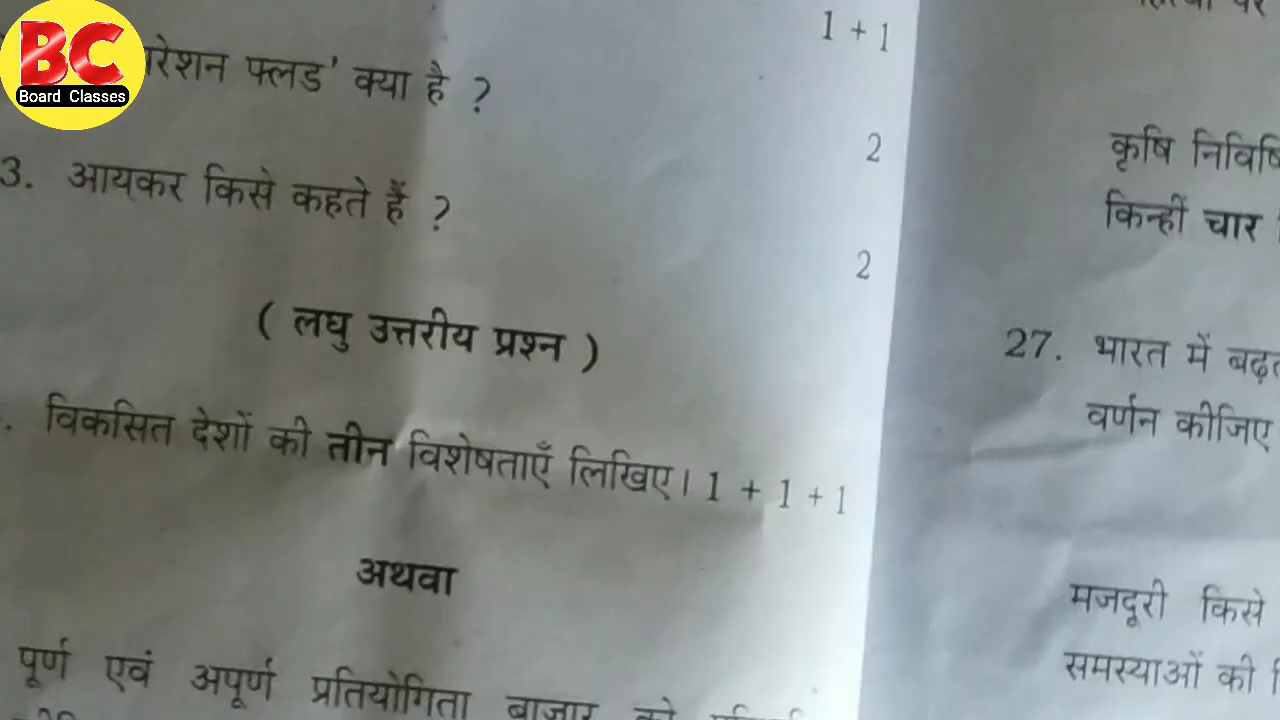 BC
Board Classes
1 + 1
रेशन फ्लड' क्या है ?
2
3. आयकर किसे कहते हैं ?
2
( लघु उत्तरीय प्रश्न )
विकसित देशों की तीन विशेषताएँ लिखिए। 1 + 1 + 1
अथवा
पूर्ण एवं अपूर्ण प्रतियोगिता बाजार को
कृषि
किन्हीं चार
27. भारत में
वर्णन कीजिए
मजदूरी किसे
समस्याओं की